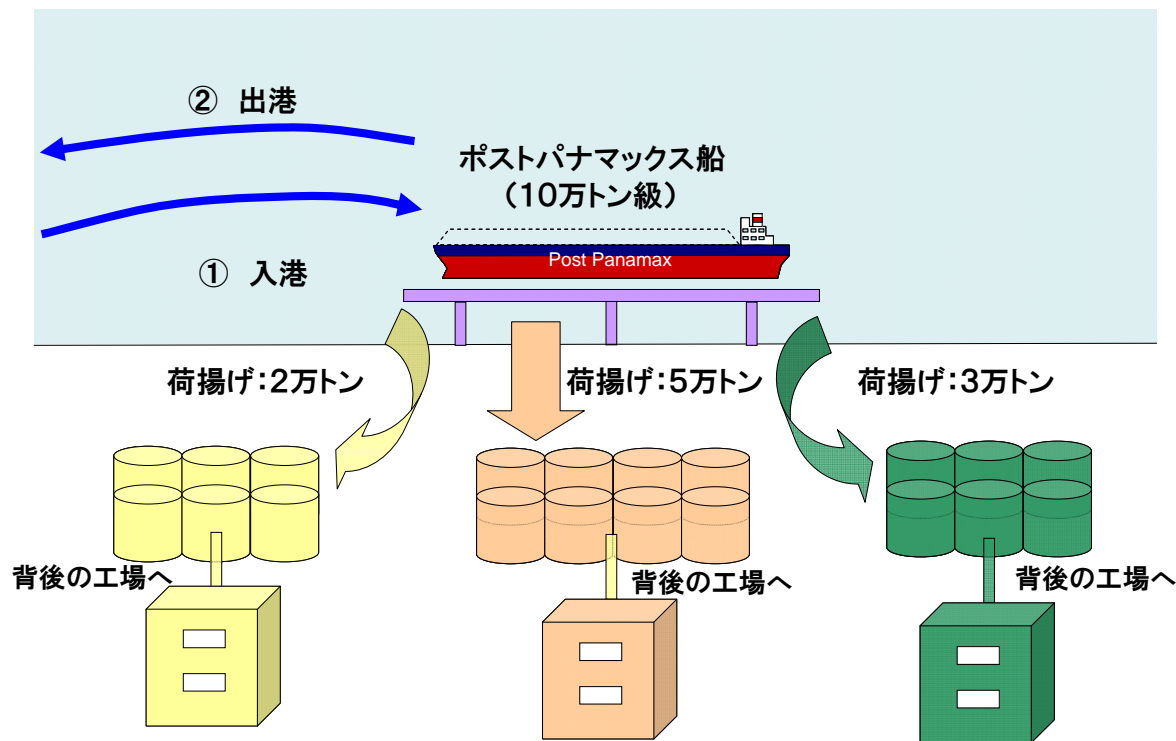 ② 出港
ポストパナマックス船
(10万トン級)
Post Panamax
① 入港
荷揚げ:2万トン
荷揚げ:5万トン
荷揚げ:3万トン
背後の工場へ
背後の工場へ
背後の工場へ